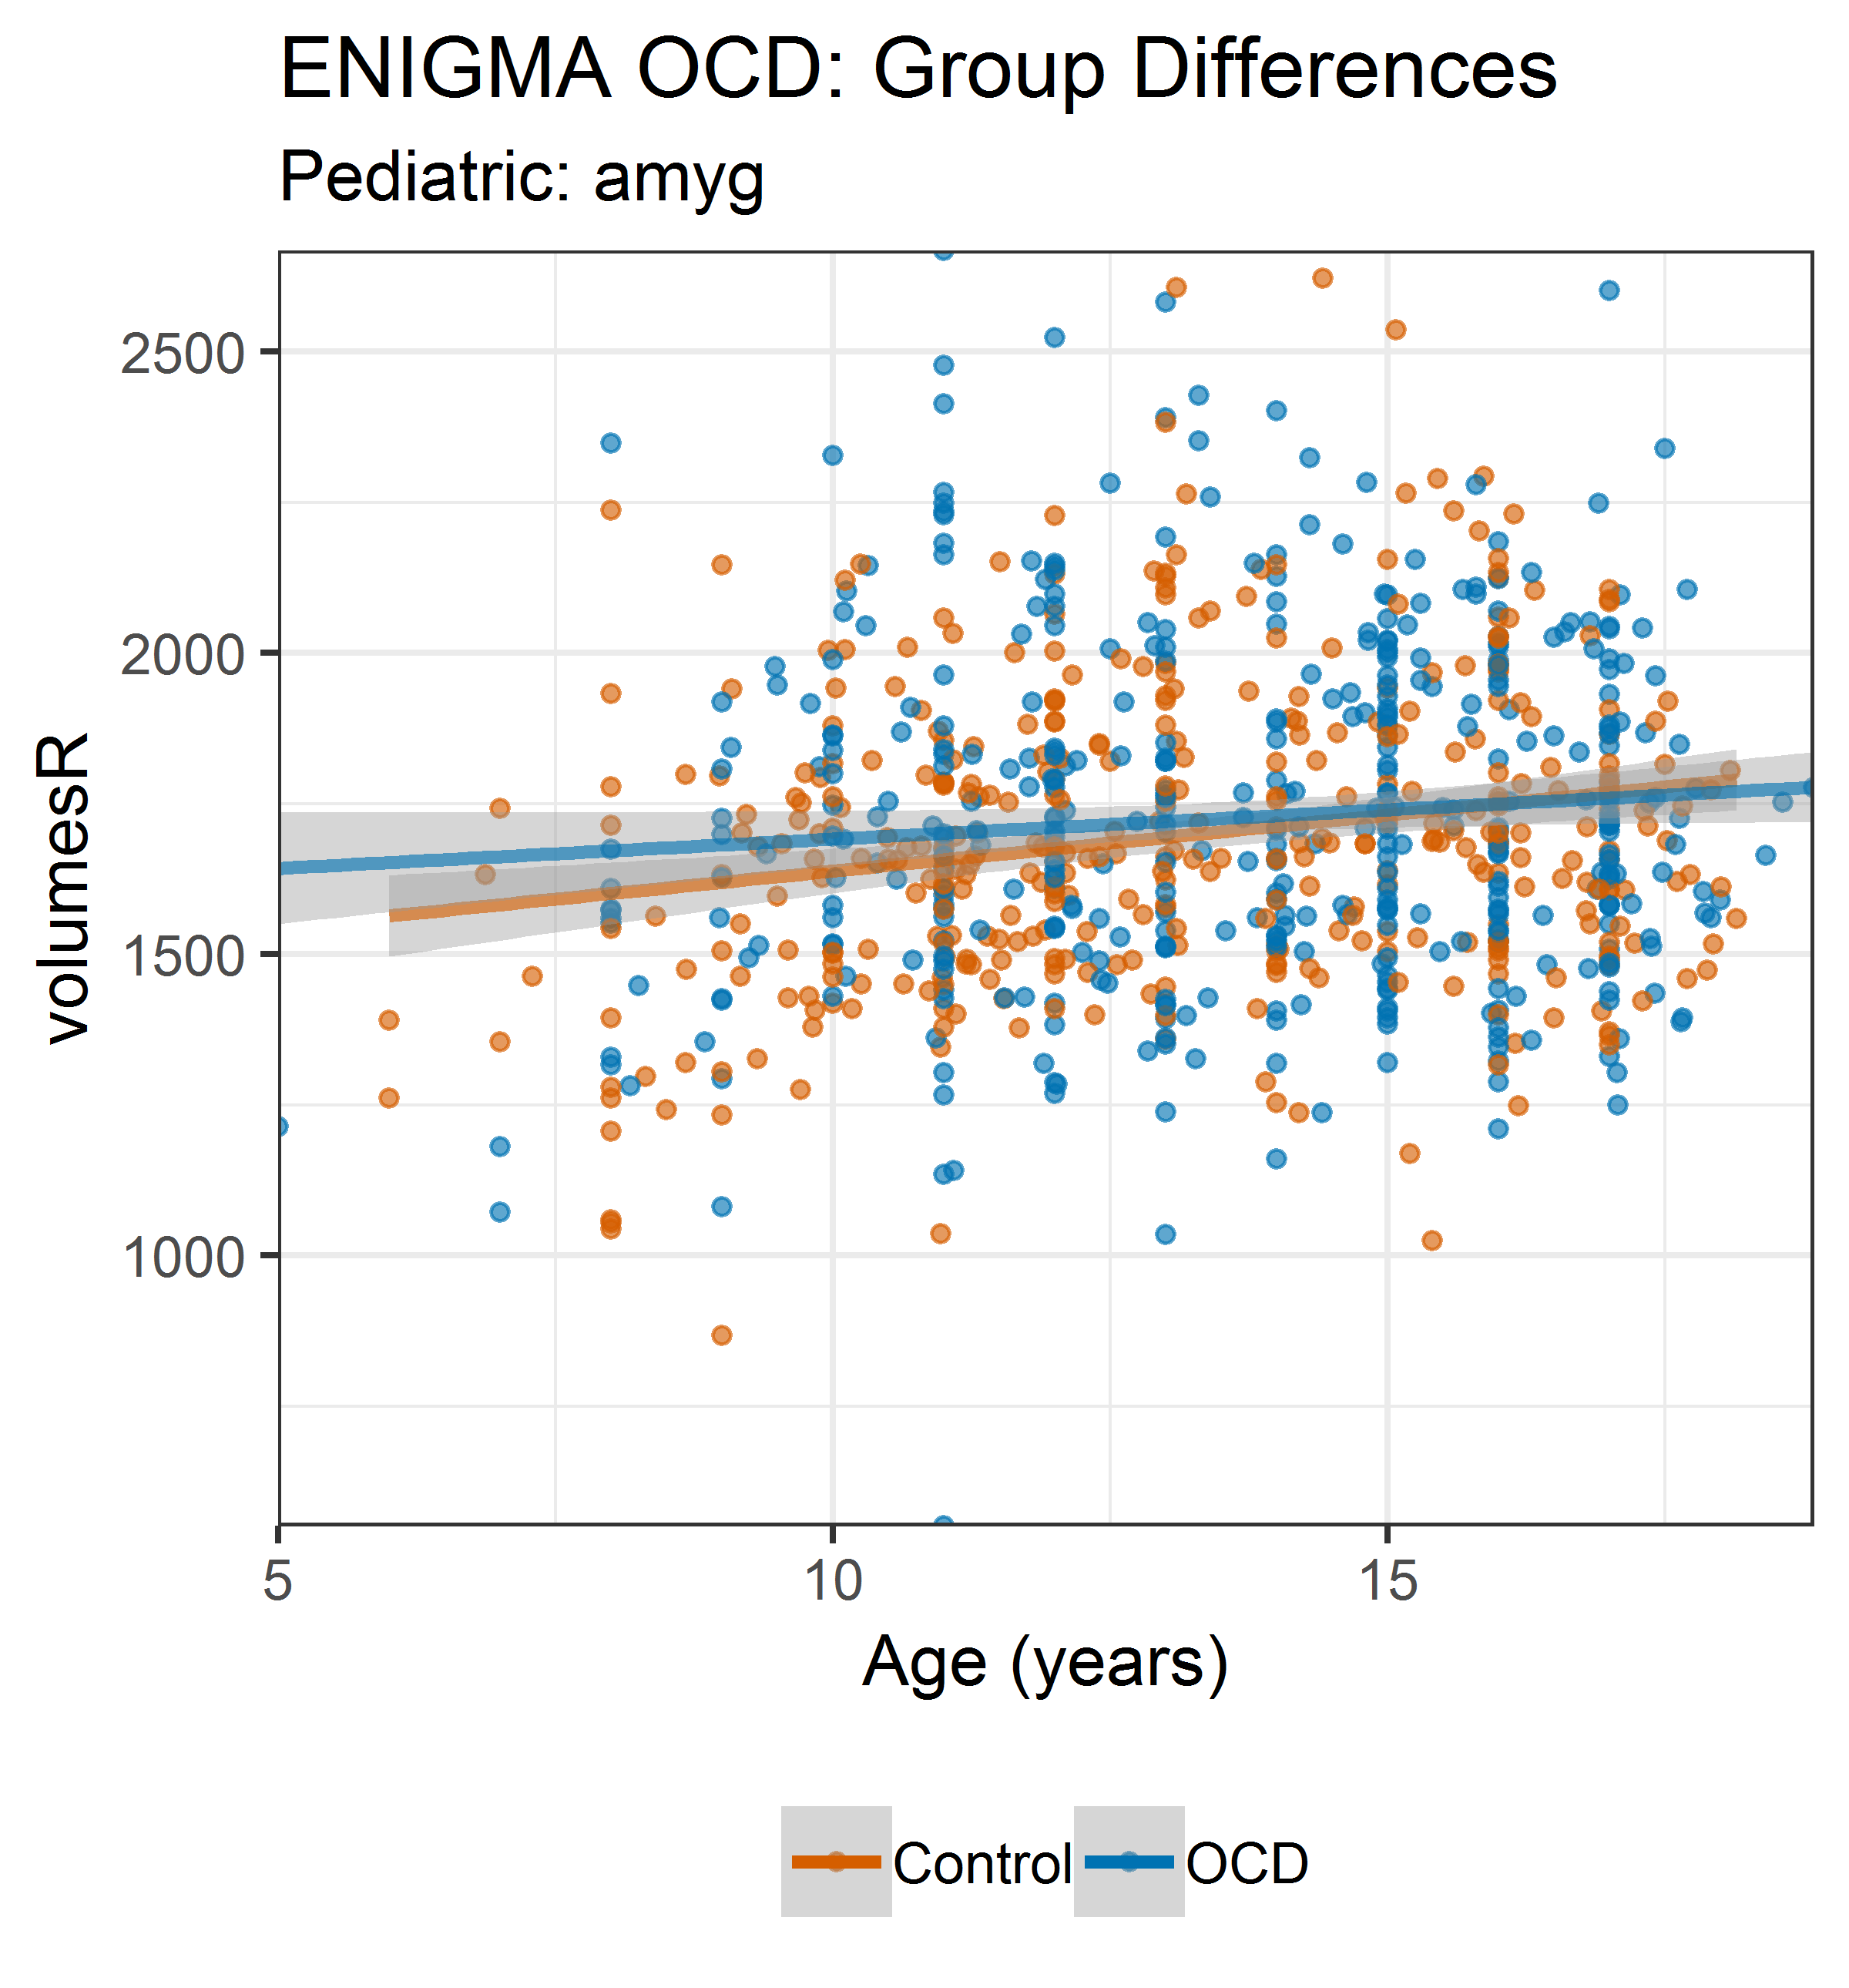 ENIGMA OCD: Group Differences
Pediatric: amyg
volumesR
2500
2000
1500
1000
5 10 15
Age (years)
Control OCD